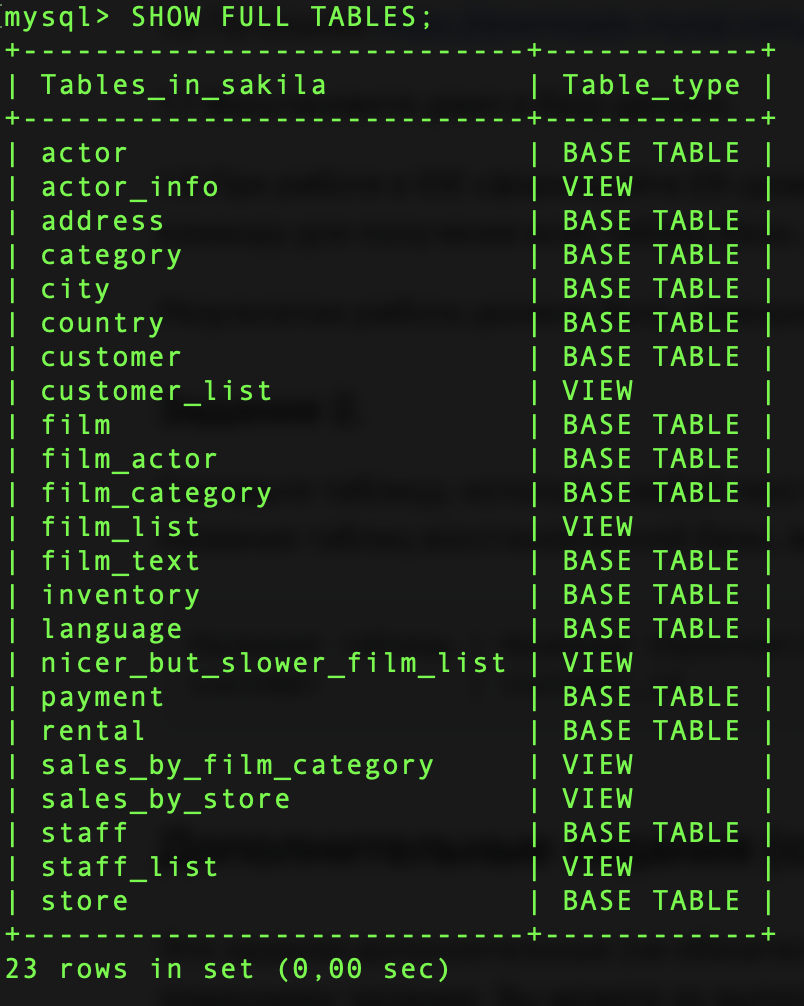 mysql> SHOW FULL TABLES;
+----------------------------+------------+
| Tables_in_sakila           | Table_type |
+----------------------------+------------+
| actor                      | BASE TABLE |
| actor_info                 | VIEW       |
| address                    | BASE TABLE |
| category                   | BASE TABLE |
| city                       | BASE TABLE |
| country                    | BASE TABLE |
| customer                   | BASE TABLE |
| customer_list              | VIEW       |
| film                       | BASE TABLE |
| film_actor                 | BASE TABLE |
| film_category              | BASE TABLE |
| film_list                  | VIEW       |
| film_text                  | BASE TABLE |
| inventory                  | BASE TABLE |
| language                   | BASE TABLE |
| nicer_but_slower_film_list | VIEW       |
| payment                    | BASE TABLE |
| rental                     | BASE TABLE |
| sales_by_film_category     | VIEW       |
| sales_by_store             | VIEW       |
| staff                      | BASE TABLE |
| staff_list                 | VIEW       |
| store                      | BASE TABLE |
+----------------------------+------------+
23 rows in set (0,00 sec)